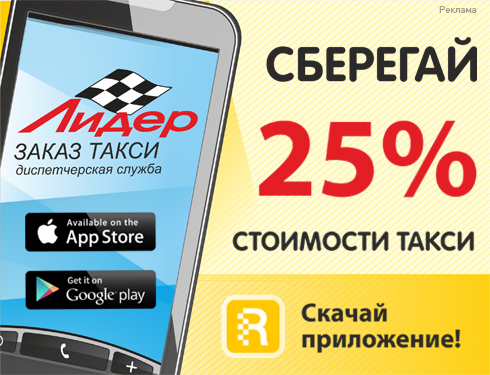 Реклама
СБЕРЕГАЙ
25%
СТОИМОСТИ ТАКСИ
Лидер
ЗАКАЗ ТАКСИ
диспетчерская служба
Available on the
App Store
Get it on
Google play
R
Скачай
приложение!